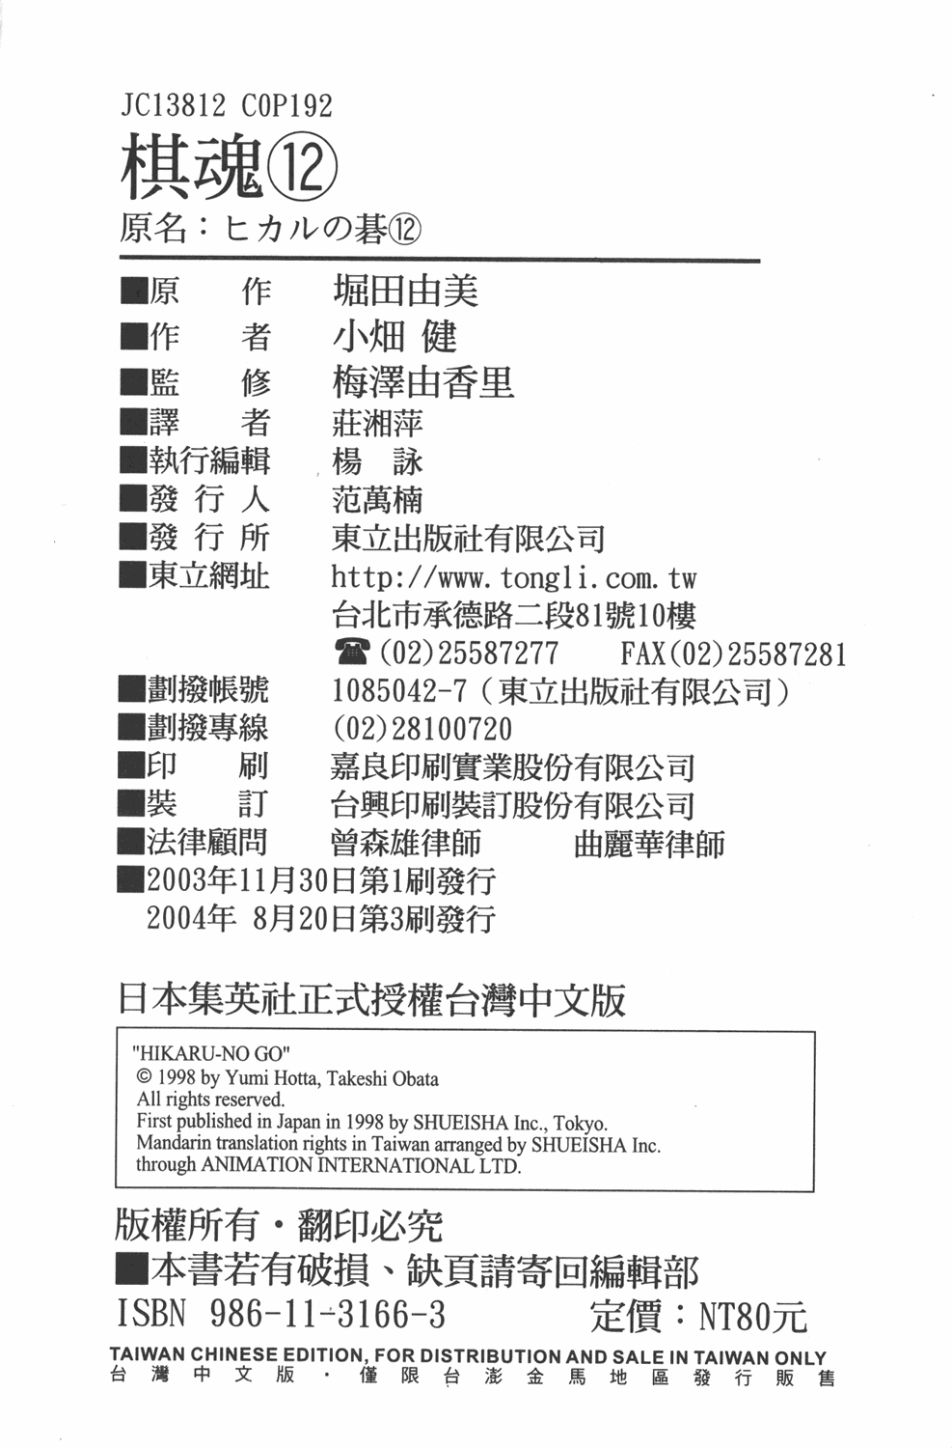 JC13812 C0P192
棋魂⑫
原名：ヒカルの碁⑫
■原　作　堀田由美
■作　者　小畑 健
■監　修　梅澤由香里
■譯　者　莊湘萍
■執行編輯　楊　詠
■發 行 人　范萬楠
■發 行 所　東立出版社有限公司
■東立網址　http://www.tongli.com.tw
台北市承德路二段81號10樓
☎(02)25587277　FAX(02)25587281
■劃撥帳號　1085042-7（東立出版社有限公司）
■劃撥專線　(02)28100720
■印　刷　嘉良印刷實業股份有限公司
■裝　訂　台興印刷裝訂股份有限公司
■法律顧問　曾森雄律師　曲麗華律師
■2003年11月30日第1刷發行
2004年 8月20日第3刷發行
日本集英社正式授權台灣中文版
"HIKARU-NO GO"
© 1998 by Yumi Hotta, Takeshi Obata
All rights reserved.
First published in Japan in 1998 by SHUEISHA Inc., Tokyo.
Mandarin translation rights in Taiwan arranged by SHUEISHA Inc.
through ANIMATION INTERNATIONAL LTD.
版權所有・翻印必究
■本書若有破損、缺頁請寄回編輯部
ISBN 986-11-3166-3　定價：NT80元
TAIWAN CHINESE EDITION, FOR DISTRIBUTION AND SALE IN TAIWAN ONLY
台灣中文版・僅限台澎金馬地區發行販售